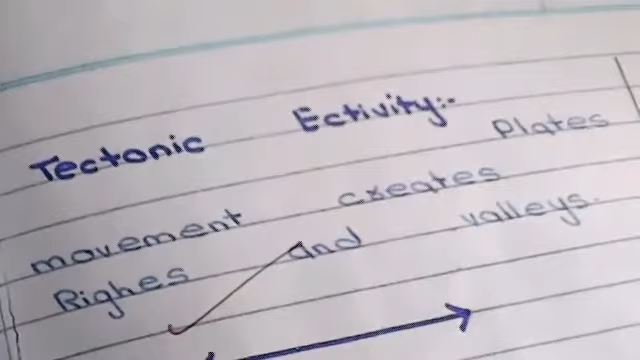 Tectonic Ectivity:-
Plates
movement creates
Righes and valleys.